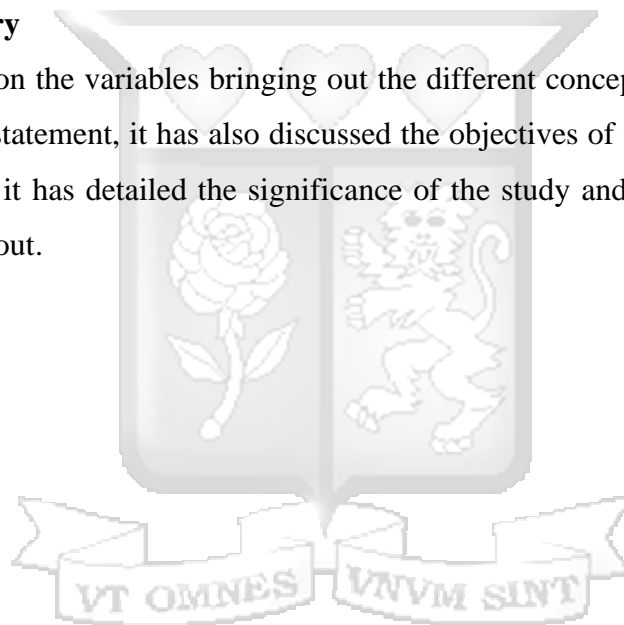 ry
on the variables bringing out the different concep
statement, it has also discussed the objectives of
it has detailed the significance of the study and
out.
VT OMNES VNVM SINT